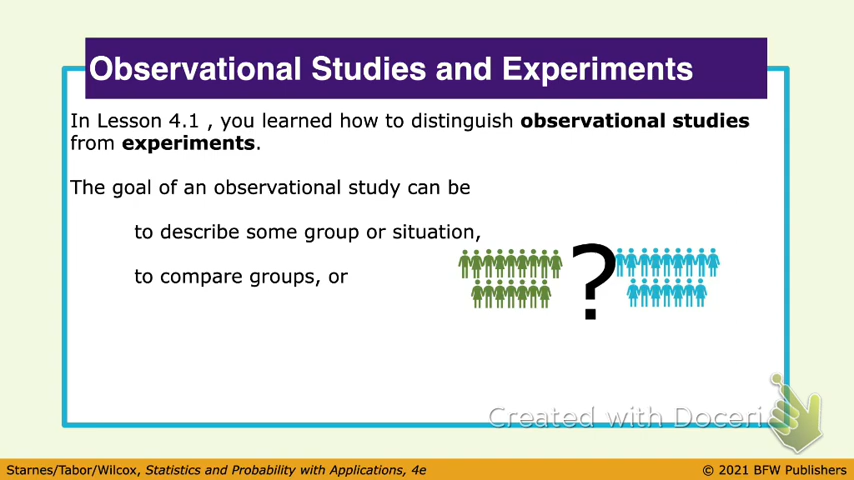 Observational Studies and Experiments
In Lesson 4.1 , you learned how to distinguish observational studies
from experiments.
The goal of an observational study can be
to describe some group or situation,
to compare groups, or
?
Created with Doceri
Starnes/Tabor/Wilcox, Statistics and Probability with Applications, 4e
© 2021 BFW Publishers